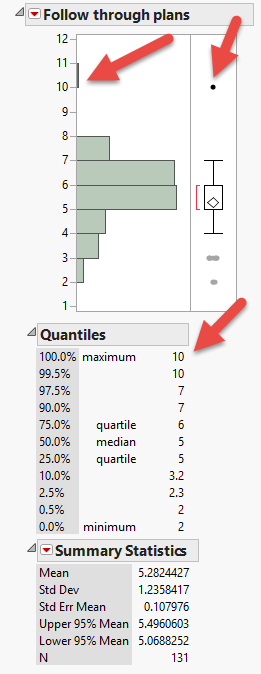 Follow through plans
12
11
10
9
8
7
6
5
4
3
2
1
Quantiles
100.0% maximum 10
99.5% 10
97.5% 7
90.0% 7
75.0% quartile 6
50.0% median 5
25.0% quartile 5
10.0% 3.2
2.5% 2.3
0.5% 2
0.0% minimum 2
Summary Statistics
Mean 5.2824427
Std Dev 1.2358417
Std Err Mean 0.107976
Upper 95% Mean 5.4960603
Lower 95% Mean 5.0688252
N 131